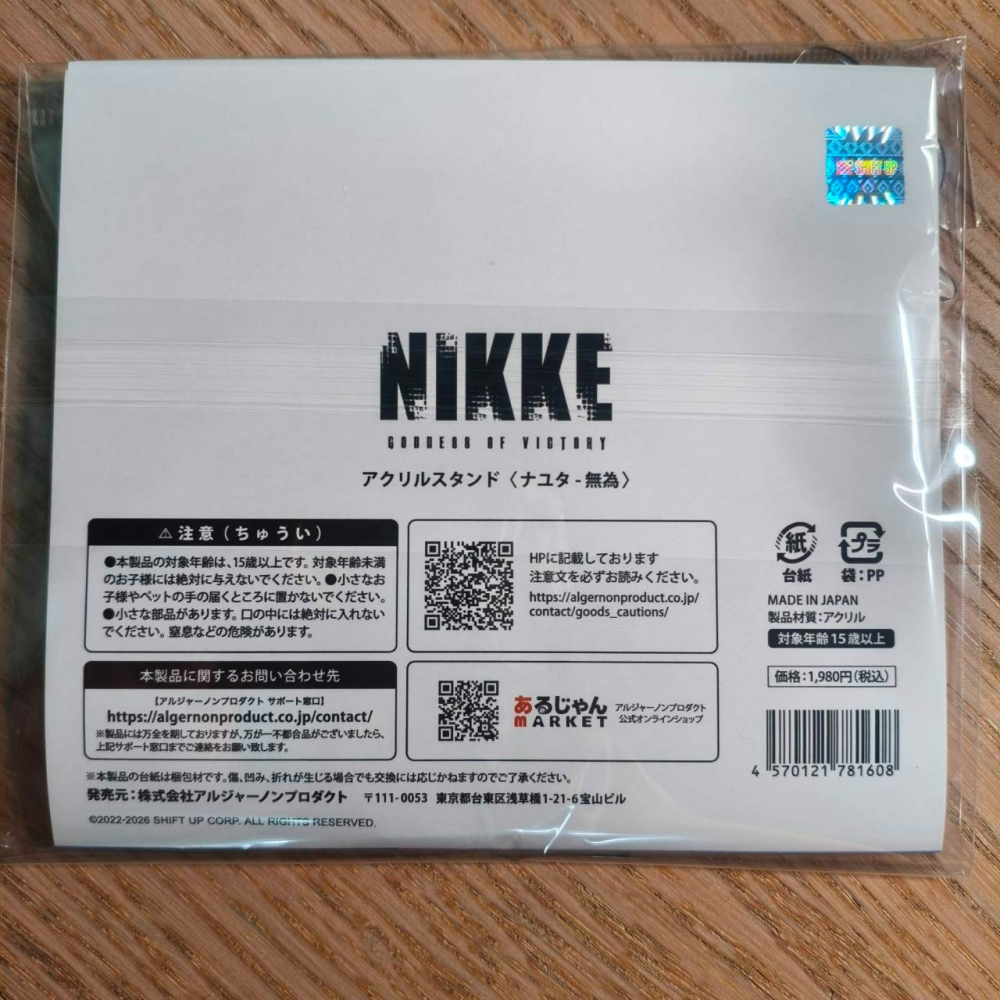 SHIFT UP
NIKKE
GODDESS OF VICTORY
アクリルスタンド〈ナユタ - 無為〉
⚠注意(ちゅうい)
●本製品の対象年齢は、15歳以上です。対象年齢未満
のお子様には絶対に与えないでください。●小さなお
子様やペットの手の届くところに置かないでください。
●小さな部品があります。口の中には絶対に入れない
でください。窒息などの危険があります。
HPに記載しております
注意文を必ずお読みください。
https://algernonproduct.co.jp/
contact/goods_cautions/
紙
台紙
プラ
袋:PP
MADE IN JAPAN
製品材質:アクリル
対象年齢15歳以上
価格:1,980円(税込)
本製品に関するお問い合わせ先
【アルジャーノンプロダクト サポート窓口】
https://algernonproduct.co.jp/contact/
※製品には万全を期しておりますが、万が一不都合品がございましたら、
上記サポート窓口までご連絡をお願い致します。
あるじゃん
MARKET
アルジャーノンプロダクト
公式オンラインショップ
4 570121 781608
※本製品の台紙は梱包材です。傷、凹み、折れが生じる場合でも交換には応じかねますのでご了承ください。
発売元:株式会社アルジャーノンプロダクト 〒111-0053 東京都台東区浅草橋1-21-6宝山ビル
©2022-2026 SHIFT UP CORP. ALL RIGHTS RESERVED.